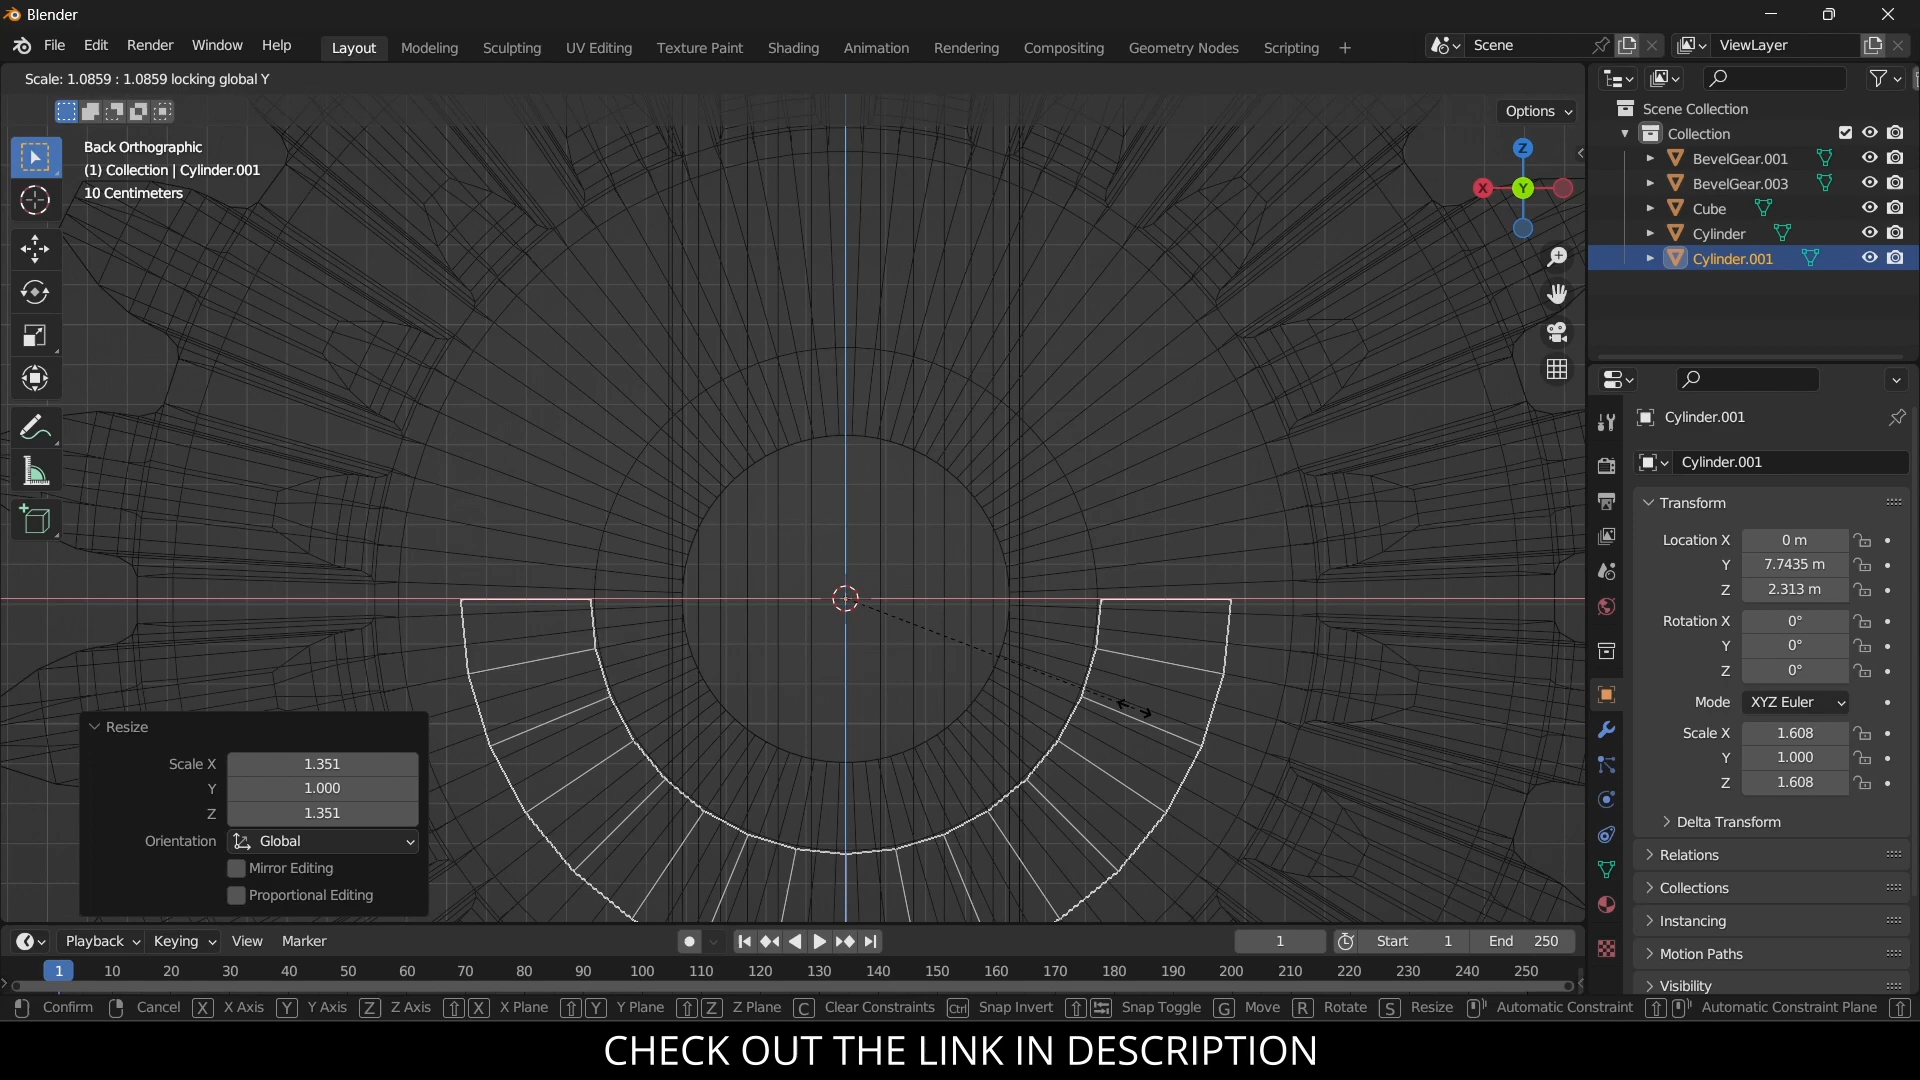 Blender
File Edit Render Window Help Layout Modeling Sculpting UV Editing Texture Paint Shading Animation Rendering Compositing Geometry Nodes Scripting + Scene ViewLayer
Scale: 1.0859 : 1.0859 locking global Y
Options
Back Orthographic
(1) Collection | Cylinder.001
10 Centimeters
Z
X Y
Scene Collection
Collection
BevelGear.001
BevelGear.003
Cube
Cylinder
Cylinder.001
Cylinder.001
Cylinder.001
Transform
Location X 0 m
Y 7.7435 m
Z 2.313 m
Rotation X 0°
Y 0°
Z 0°
Mode XYZ Euler
Scale X 1.608
Y 1.000
Z 1.608
Delta Transform
Relations
Collections
Instancing
Motion Paths
Visibility
Resize
Scale X 1.351
Y 1.000
Z 1.351
Orientation Global
Mirror Editing
Proportional Editing
Playback Keying View Marker 1 Start 1 End 250
1 10 20 30 40 50 60 70 80 90 100 110 120 130 140 150 160 170 180 190 200 210 220 230 240 250
Confirm Cancel X X Axis Y Y Axis Z Z Axis X X Plane Y Y Plane Z Z Plane C Clear Constraints Ctrl Snap Invert Snap Toggle G Move R Rotate S Resize Automatic Constraint Automatic Constraint Plane
CHECK OUT THE LINK IN DESCRIPTION